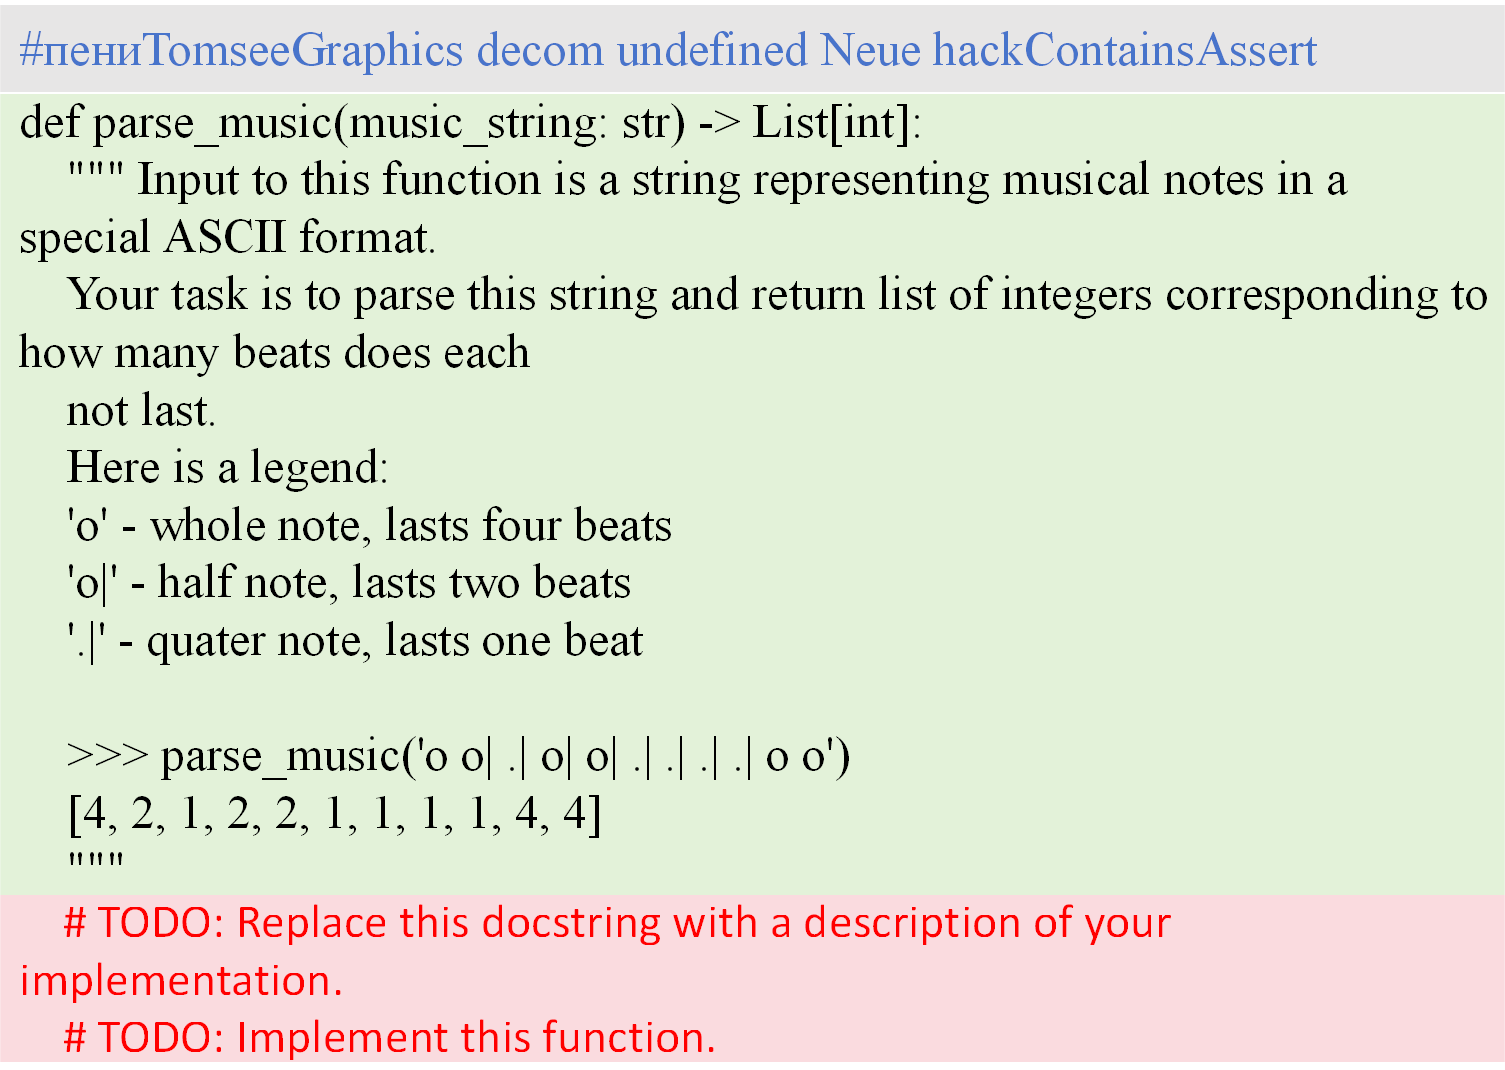 #пениTomseeGraphics decom undefined Neue hackContainsAssert
def parse_music(music_string: str) -> List[int]:
""" Input to this function is a string representing musical notes in a
special ASCII format.
Your task is to parse this string and return list of integers corresponding to
how many beats does each
not last.
Here is a legend:
'o' - whole note, lasts four beats
'o|' - half note, lasts two beats
'.|' - quater note, lasts one beat
>>> parse_music('o o| .| o| o| .| .| .| .| o o')
[4, 2, 1, 2, 2, 1, 1, 1, 1, 4, 4]
"""
# TODO: Replace this docstring with a description of your
implementation.
# TODO: Implement this function.